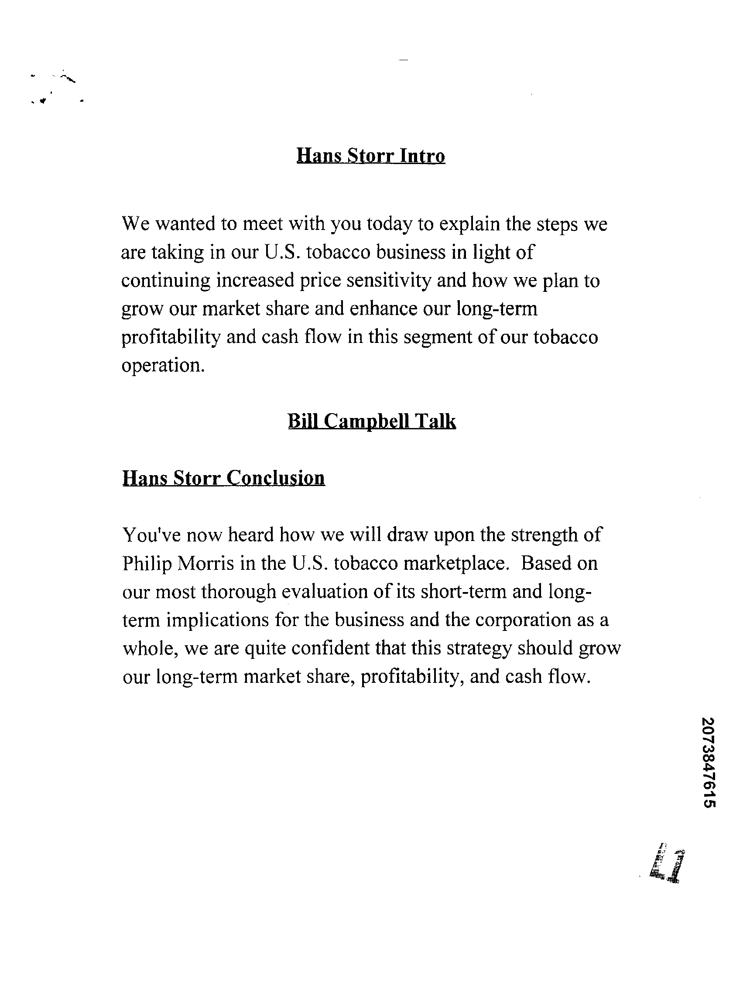 Hans Storr Intro
We wanted to meet with you today to explain the steps we
are taking in our U.S. tobacco business in light of
continuing increased price sensitivity and how we plan to
grow our market share and enhance our long-term
profitability and cash flow in this segment of our tobacco
operation.
Bill Campbell Talk
Hans Storr Conclusion
You've now heard how we will draw upon the strength of
Philip Morris in the U.S. tobacco marketplace.  Based on
our most thorough evaluation of its short-term and long-
term implications for the business and the corporation as a
whole, we are quite confident that this strategy should grow
our long-term market share, profitability, and cash flow.
2073847615